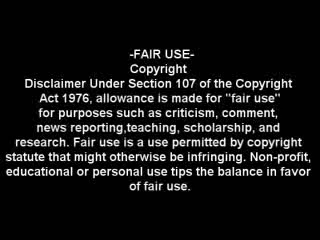 -FAIR USE-
Copyright
Disclaimer Under Section 107 of the Copyright
Act 1976, allowance is made for "fair use"
for purposes such as criticism, comment,
news reporting,teaching, scholarship, and
research. Fair use is a use permitted by copyright
statute that might otherwise be infringing. Non-profit,
educational or personal use tips the balance in favor
of fair use.